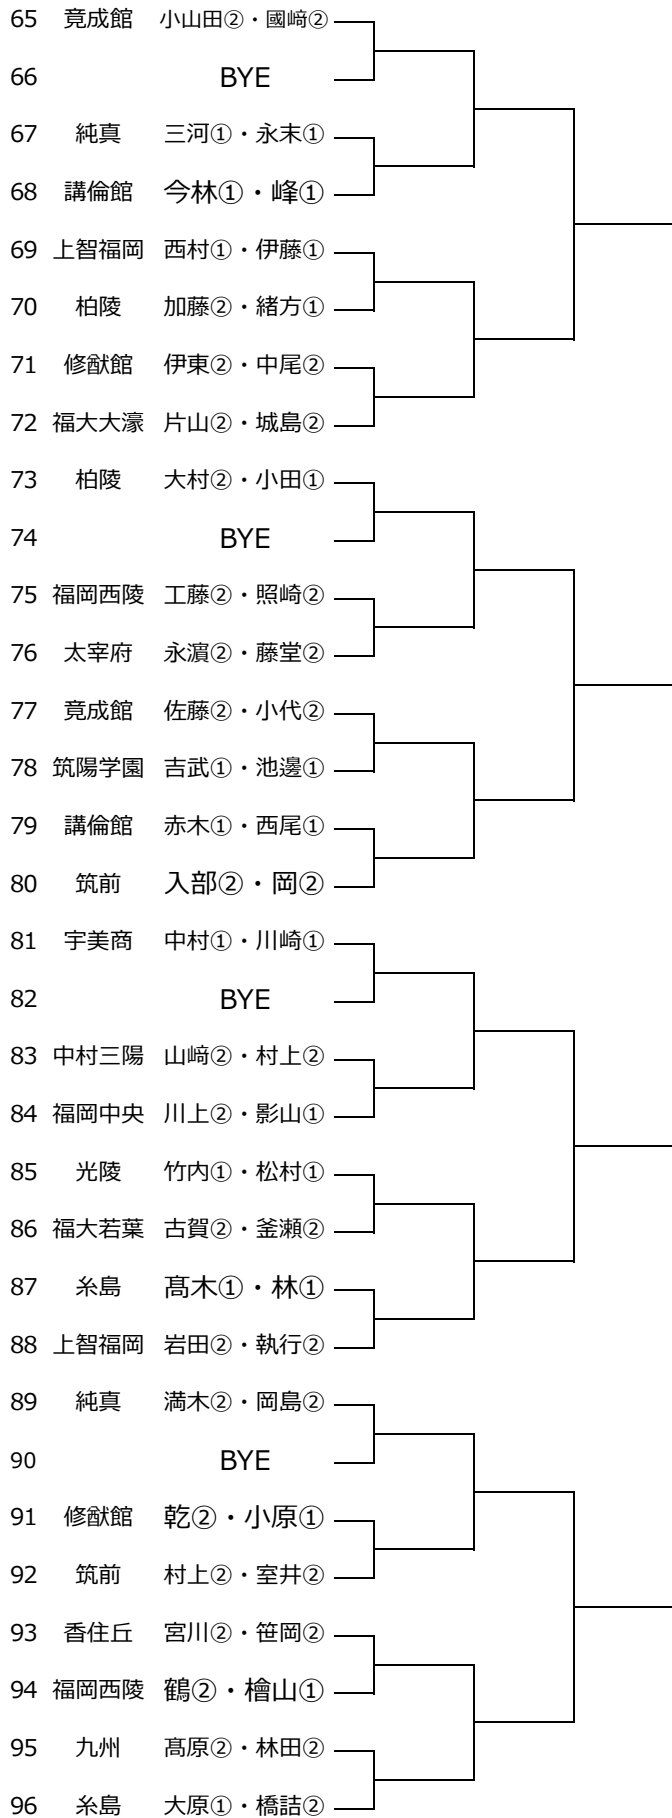 65 竟成館 小山田②・國﨑②
66 BYE
67 純真 三河①・永末①
68 講倫館 今林①・峰①
69 上智福岡 西村①・伊藤①
70 柏陵 加藤②・緒方①
71 修猷館 伊東②・中尾②
72 福大大濠 片山②・城島②
73 柏陵 大村②・小田①
74 BYE
75 福岡西陵 工藤②・照崎②
76 太宰府 永濵②・藤堂②
77 竟成館 佐藤②・小代②
78 筑陽学園 吉武①・池邊①
79 講倫館 赤木①・西尾①
80 筑前 入部②・岡②
81 宇美商 中村①・川崎①
82 BYE
83 中村三陽 山﨑②・村上②
84 福岡中央 川上②・影山①
85 光陵 竹内①・松村①
86 福大若葉 古賀②・釜瀬②
87 糸島 髙木①・林①
88 上智福岡 岩田②・執行②
89 純真 満木②・岡島②
90 BYE
91 修猷館 乾②・小原①
92 筑前 村上②・室井②
93 香住丘 宮川②・笹岡②
94 福岡西陵 鶴②・檜山①
95 九州 髙原②・林田②
96 糸島 大原①・橋詰②